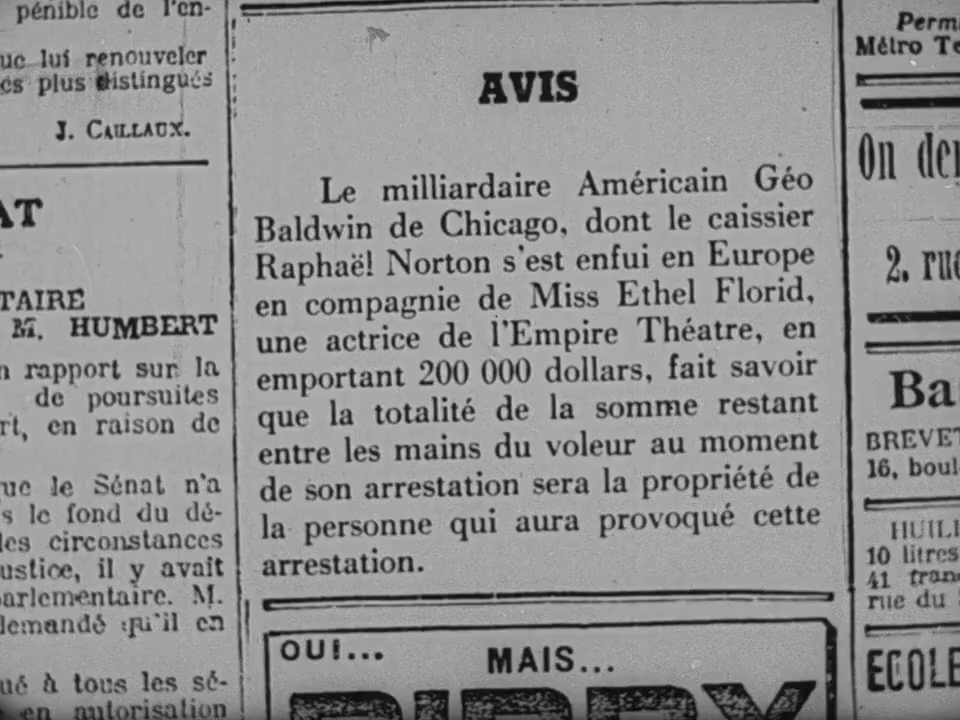 pénible de l'en-
uc lui renouveler
es plus distingués
J. CAILLAUX.
AT
TAIRE
M. HUMBERT
n rapport sur la
de poursuites
rt, en raison de
uc le Sénat n'a
s le fond du dé-
les circonstances
ustice, il y avait
parlementaire. M.
demandé qu'il en
ué à tous les sé-
en autorisation
AVIS
Le milliardaire Américain Géo
Baldwin de Chicago, dont le caissier
Raphaël Norton s'est enfui en Europe
en compagnie de Miss Ethel Florid,
une actrice de l'Empire Théatre, en
emportant 200 000 dollars, fait savoir
que la totalité de la somme restant
entre les mains du voleur au moment
de son arrestation sera la propriété de
la personne qui aura provoqué cette
arrestation.
OUI... MAIS...
Perm
Métro Te
On de
2, rue
Ba
BREVET
16, boul
HUIL
10 litres
41 fran
rue du
ECOLE